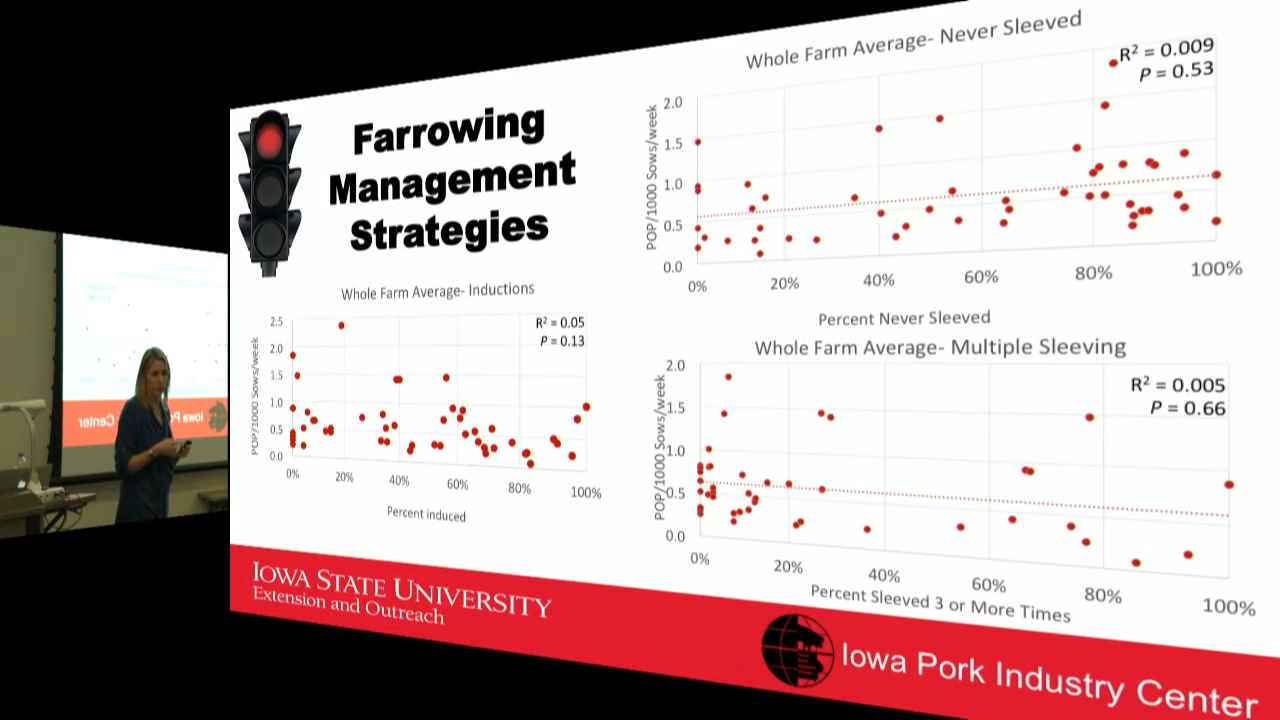 Farrowing
Management
Strategies
Whole Farm Average- Inductions
R² = 0.05
P = 0.13
POP/1000 Sows/week
2.5
2.0
1.5
1.0
0.5
0.0
0%
20%
40%
60%
80%
100%
Percent induced
Whole Farm Average- Never Sleeved
R² = 0.009
P = 0.53
POP/1000 Sows/week
2.0
1.5
1.0
0.5
0.0
0%
20%
40%
60%
80%
100%
Percent Never Sleeved
Whole Farm Average- Multiple Sleeving
R² = 0.005
P = 0.66
POP/1000 Sows/week
2.0
1.5
1.0
0.5
0.0
0%
20%
40%
60%
80%
100%
Percent Sleeved 3 or More Times
IOWA STATE UNIVERSITY
Extension and Outreach
Iowa Pork Industry Center